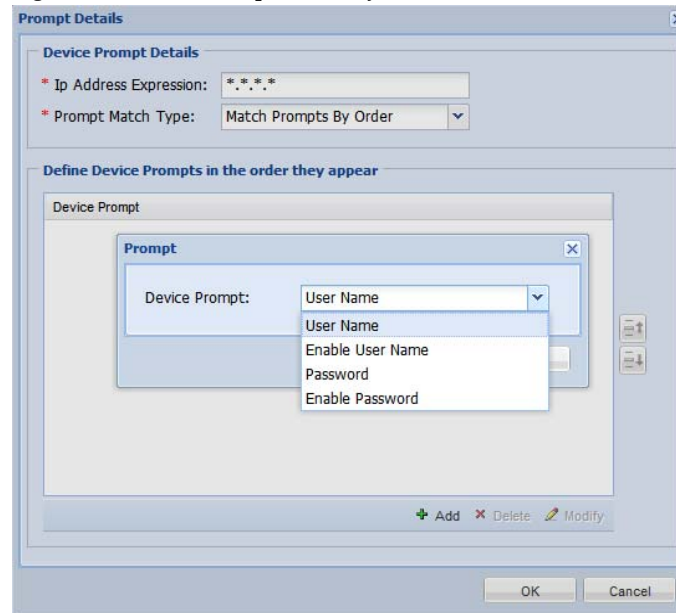 Prompt Details
Device Prompt Details
* Ip Address Expression: *.*.*.*
* Prompt Match Type: Match Prompts By Order
Define Device Prompts in the order they appear
Device Prompt
Prompt
Device Prompt: User Name
User Name
Enable User Name
Password
Enable Password
Add Delete Modify
OK Cancel